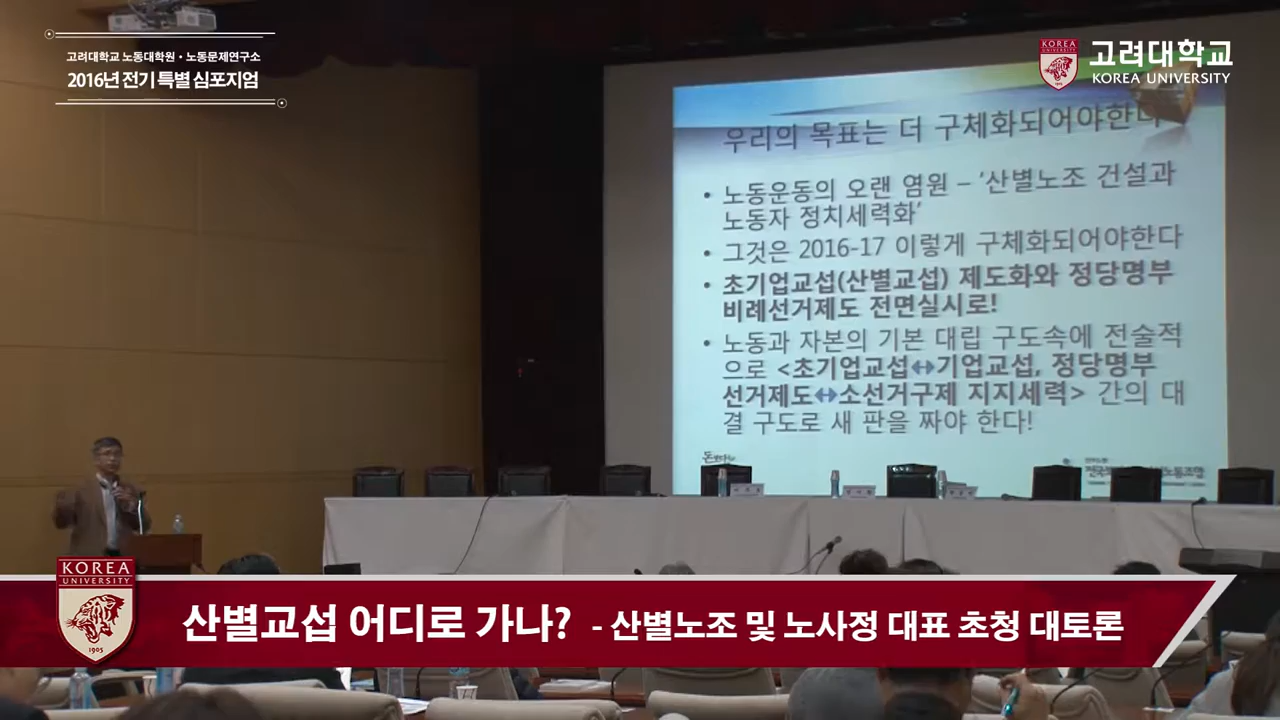 고려대학교 노동대학원 • 노동문제연구소
2016년 전기 특별 심포지엄
KOREA
UNIVERSITY
1905
고려대학교
KOREA UNIVERSITY
우리의 목표는 더 구체화되어야한다
• 노동운동의 오랜 염원 – ‘산별노조 건설과
노동자 정치세력화’
• 그것은 2016-17 이렇게 구체화되어야한다
• 초기업교섭(산별교섭) 제도화와 정당명부
비례선거제도 전면실시로!
• 노동과 자본의 기본 대립 구도속에 전술적
으로 <초기업교섭↔기업교섭, 정당명부
선거제도↔소선거구제 지지세력> 간의 대
결 구도로 새 판을 짜야 한다!
KOREA
UNIVERSITY
1905
산별교섭 어디로 가나? - 산별노조 및 노사정 대표 초청 대토론